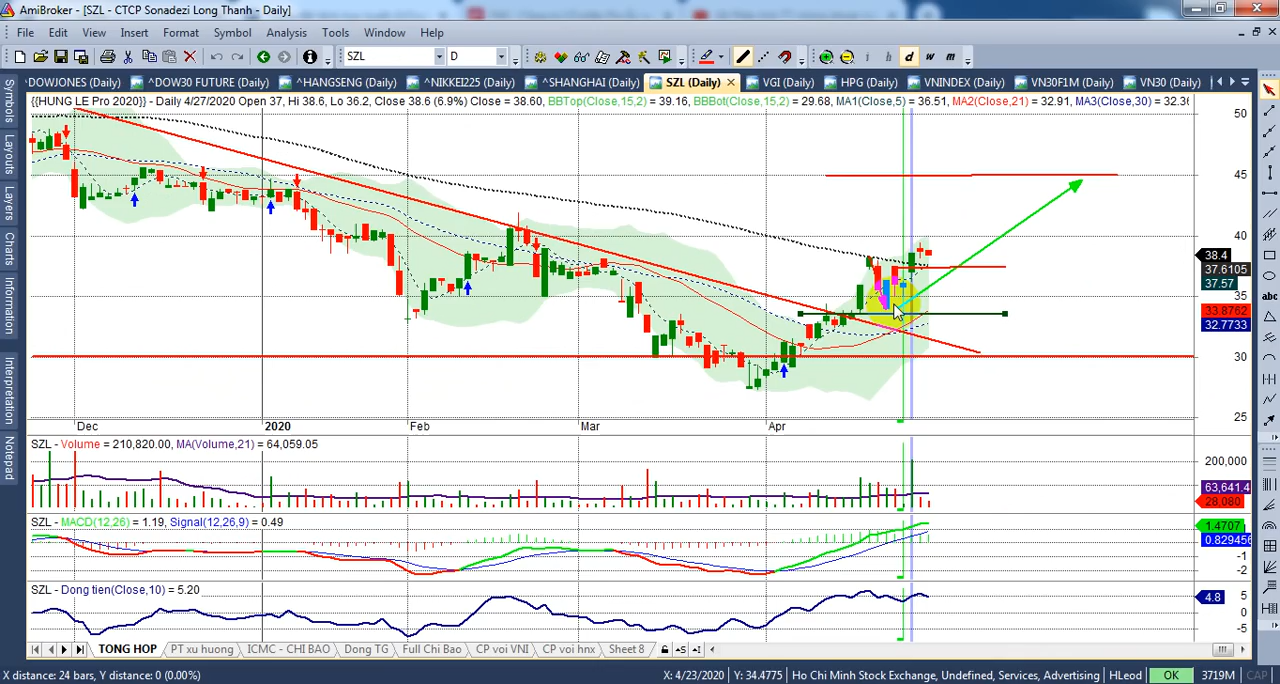 AmiBroker - [SZL - CTCP Sonadezi Long Thanh - Daily]
File Edit View Insert Format Symbol Analysis Tools Window Help
SZL D i h d w m
abc
DOWJONES (Daily) ^DOW30 FUTURE (Daily) ^HANGSENG (Daily) ^NIKKEI225 (Daily) ^SHANGHAI (Daily) SZL (Daily) VGI (Daily) HPG (Daily) VNINDEX (Daily) VN30F1M (Daily) VN30 (Daily)
Symbols
Layouts
Layers
Charts
Information
Interpretation
Notepad
{{HUNG LE Pro 2020}} - Daily 4/27/2020 Open 37, Hi 38.6, Lo 36.2, Close 38.6 (6.9%) Close = 38.60, BBTop(Close,15,2) = 39.16, BBBot(Close,15,2) = 29.68, MA1(Close,5) = 36.51, MA2(Close,21) = 32.91, MA3(Close,30) = 32.36
50
45
40
38.4
37.6105
37.57
35
33.8762
32.7733
30
25
Dec 2020 Feb Mar Apr
SZL - Volume = 210,820.00, MA(Volume,21) = 64,059.05
200,000
63,641.4
28,080
SZL - MACD(12,26) = 1.19, Signal(12,26,9) = 0.49
1.4707
0.829456
-1
-2
SZL - Dong tien(Close,10) = 5.20
5
4.8
0
-5
TONG HOP PT xu huong ICMC - CHI BAO Dong TG Full Chi Bao CP voi VNI CP voi hnx Sheet 8
X distance: 24 bars, Y distance: 0 (0.00%) X: 4/23/2020 Y: 34.4775 Ho Chi Minh Stock Exchange, Undefined, Services, Advertising HLeod OK 3719M CAP